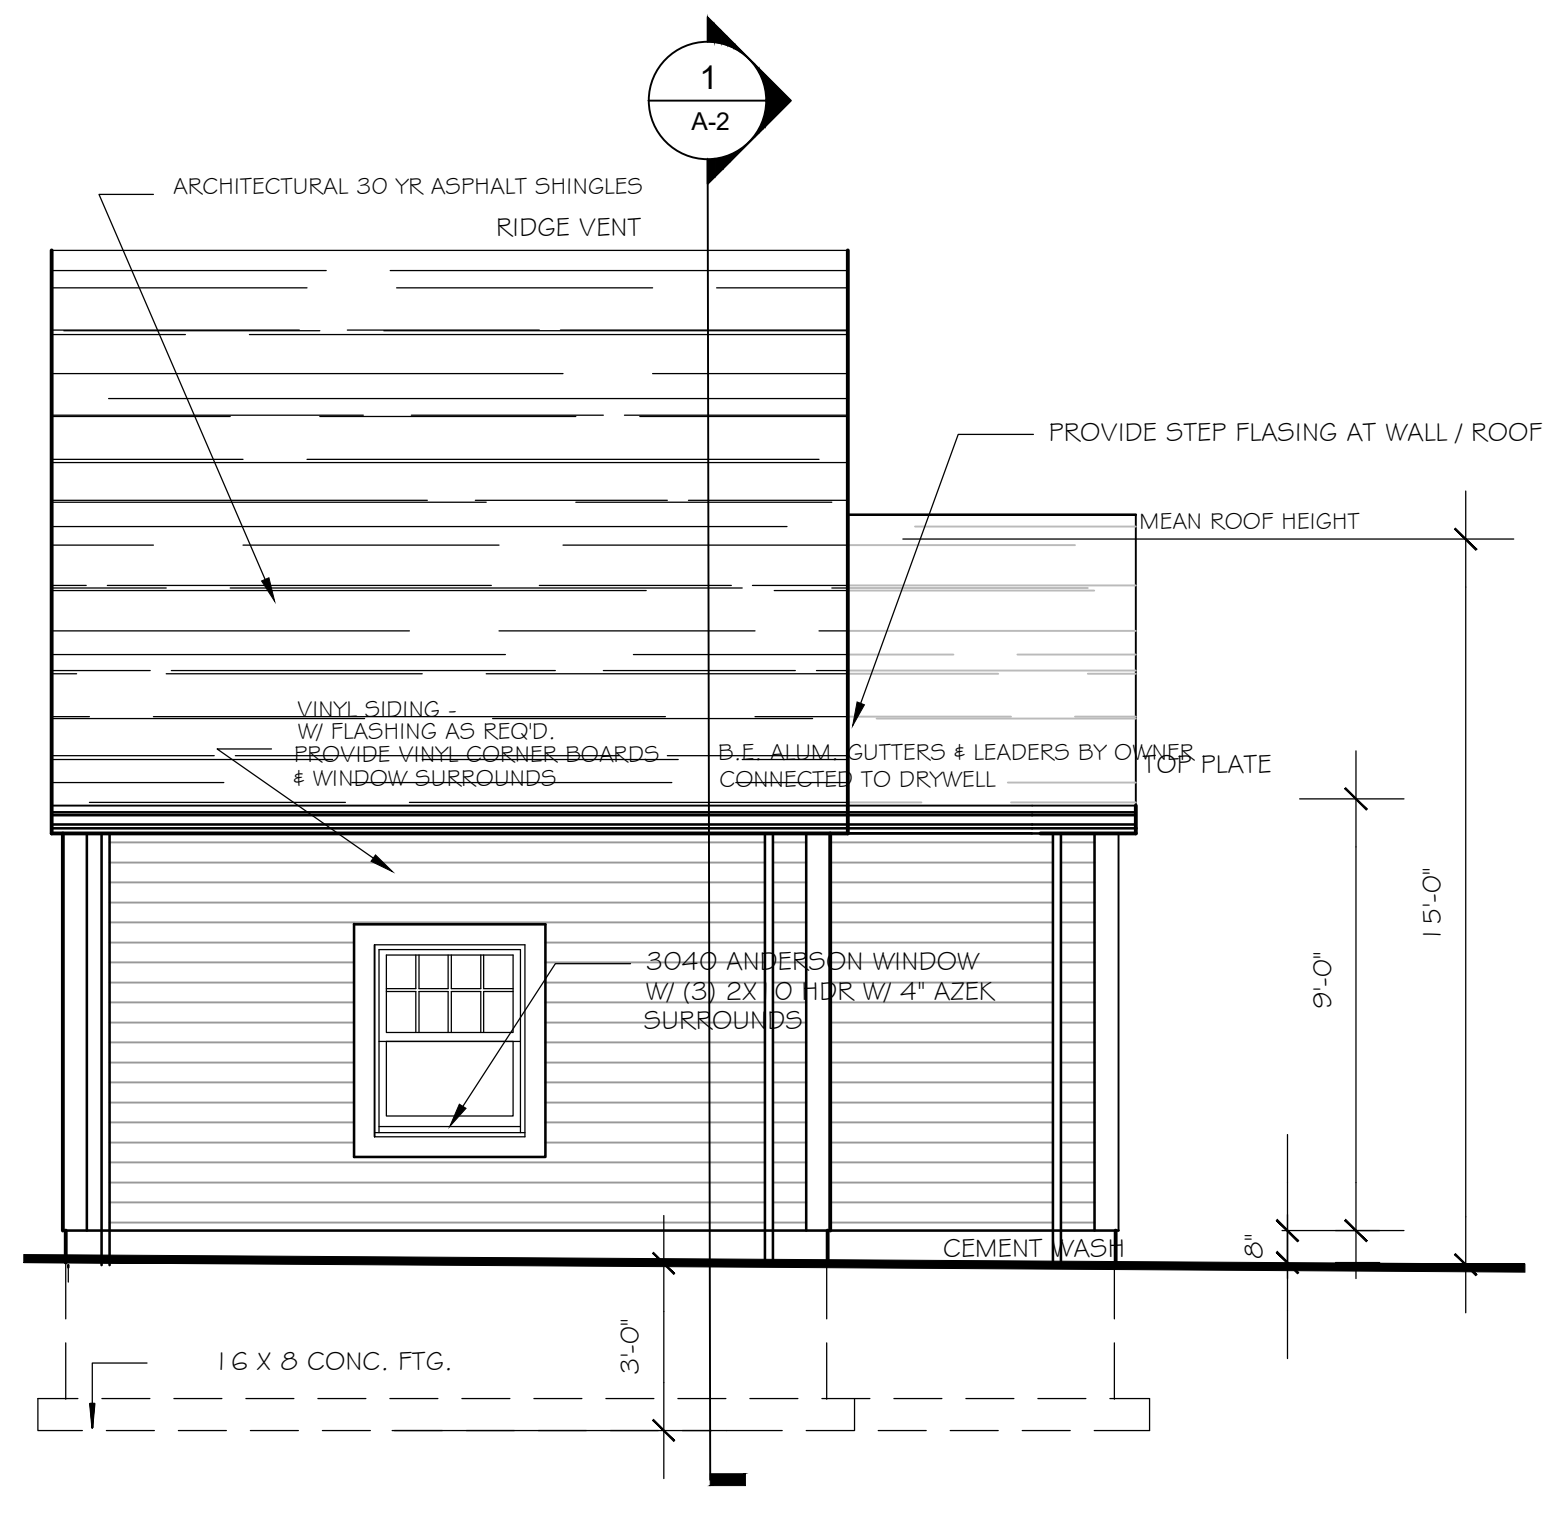 1
A-2
ARCHITECTURAL 30 YR ASPHALT SHINGLES
RIDGE VENT
PROVIDE STEP FLASING AT WALL / ROOF
MEAN ROOF HEIGHT
VINYL SIDING -
W/ FLASHING AS REQ'D.
PROVIDE VINYL CORNER BOARDS
& WINDOW SURROUNDS
B.E. ALUM. GUTTERS & LEADERS BY OWNER
CONNECTED TO DRYWELL
TOP PLATE
15'-0"
9'-0"
3040 ANDERSON WINDOW
W/ (3) 2X10 HDR W/ 4" AZEK
SURROUNDS
CEMENT WASH
8"
3'-0"
16 X 8 CONC. FTG.